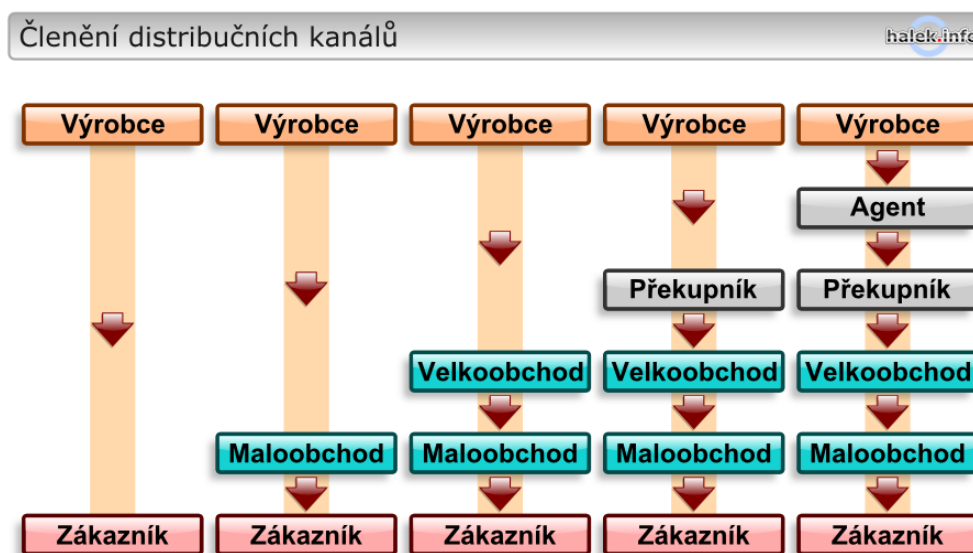 Členění distribučních kanálů
halek.info
Výrobce Výrobce Výrobce Výrobce Výrobce
Agent
Překupník Překupník
Velkoobchod Velkoobchod Velkoobchod
Maloobchod Maloobchod Maloobchod Maloobchod
Zákazník Zákazník Zákazník Zákazník Zákazník